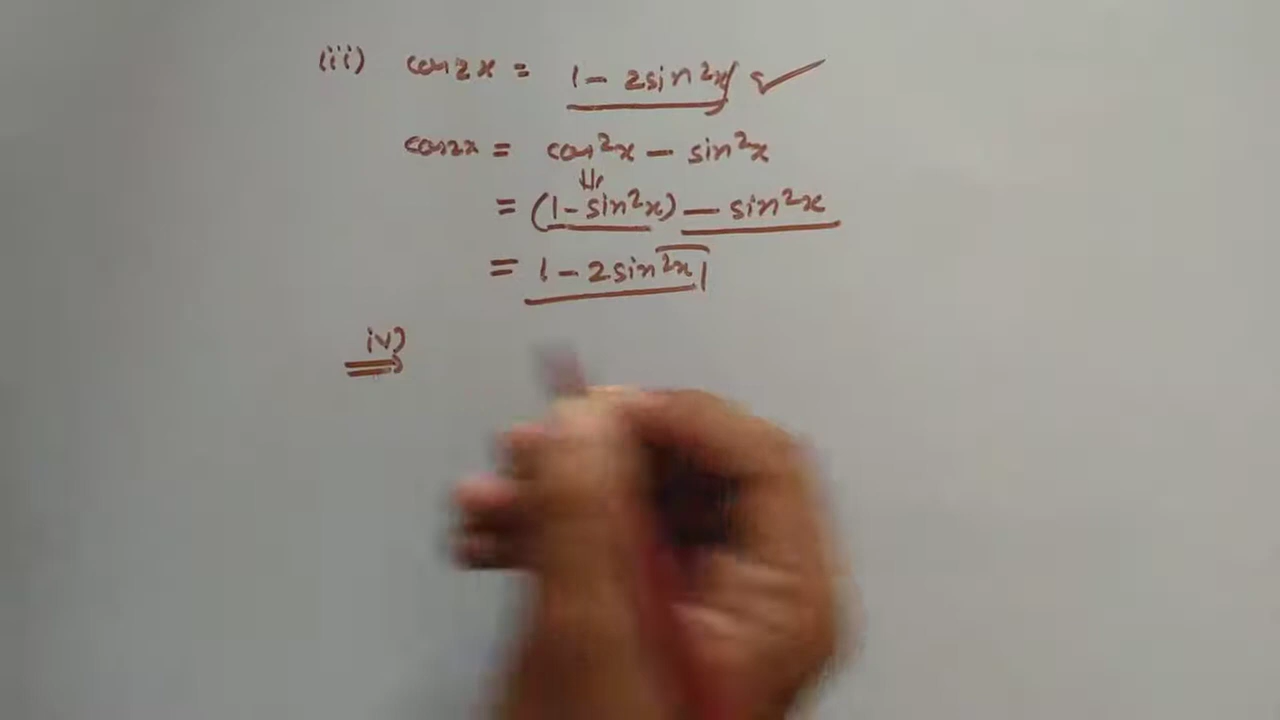 (iii) cos2x = 1 - 2sin²x ✓
cos2x = cos²x - sin²x
⇓
= (1 - sin²x) - sin²x
= 1 - 2sin²x
iv)